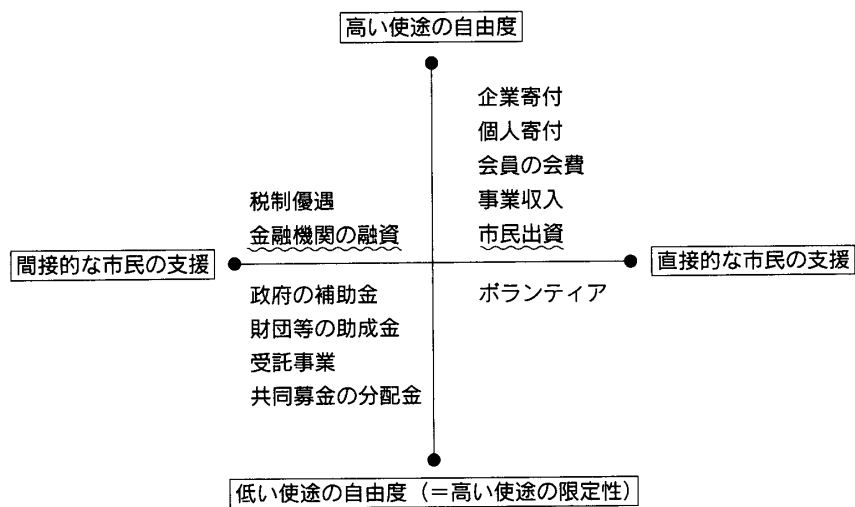 高い使途の自由度
企業寄付
個人寄付
会員の会費
事業収入
市民出資
税制優遇
金融機関の融資
間接的な市民の支援
直接的な市民の支援
政府の補助金
財団等の助成金
受託事業
共同募金の分配金
ボランティア
低い使途の自由度（＝高い使途の限定性）